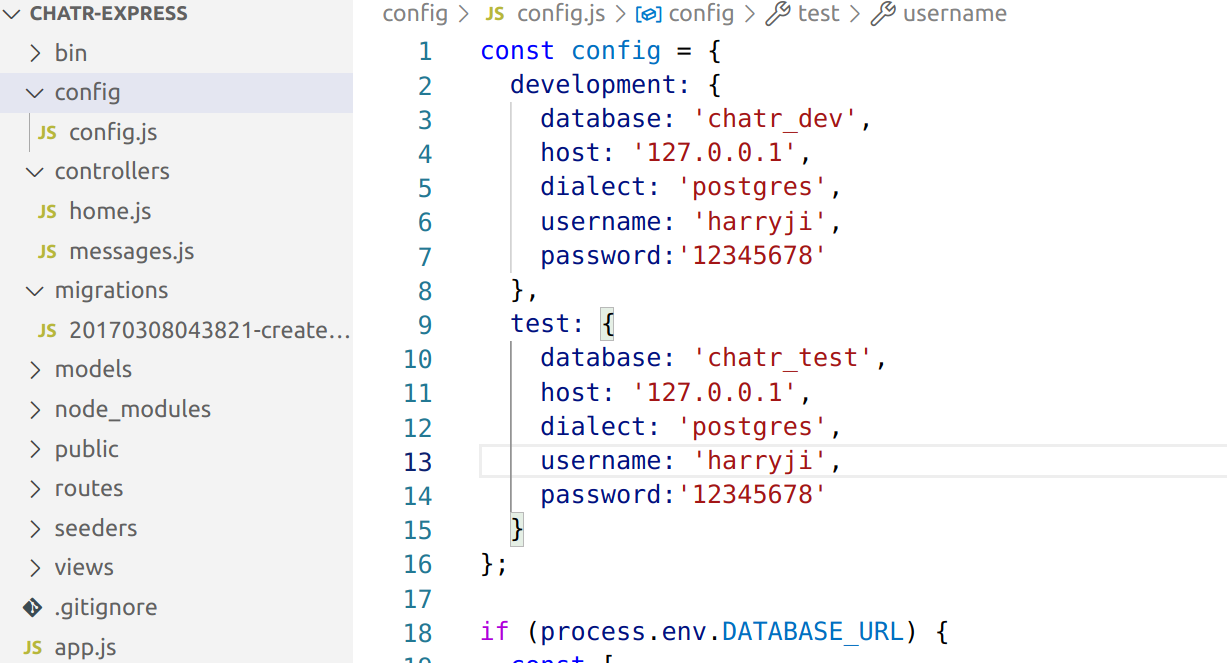 CHATR-EXPRESS
bin
config
JS config.js
controllers
JS home.js
JS messages.js
migrations
JS 20170308043821-create...
models
node_modules
public
routes
seeders
views
.gitignore
JS app.js
config > JS config.js > config > test > username
1 const config = {
2 development: {
3 database: 'chatr_dev',
4 host: '127.0.0.1',
5 dialect: 'postgres',
6 username: 'harryji',
7 password:'12345678'
8 },
9 test: {
10 database: 'chatr_test',
11 host: '127.0.0.1',
12 dialect: 'postgres',
13 username: 'harryji',
14 password:'12345678'
15 }
16 };
17
18 if (process.env.DATABASE_URL) {
19 const [